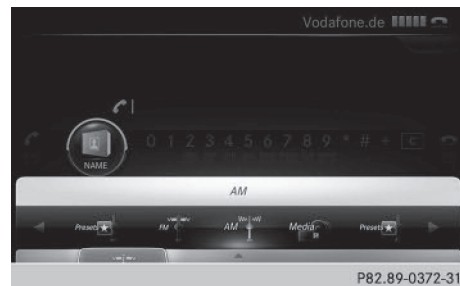 Vodafone.de
0 1 2 3 4 5 6 7 8 9 * # + C
NAME
AM
Presets FM AM Media Presets
P82.89-0372-31